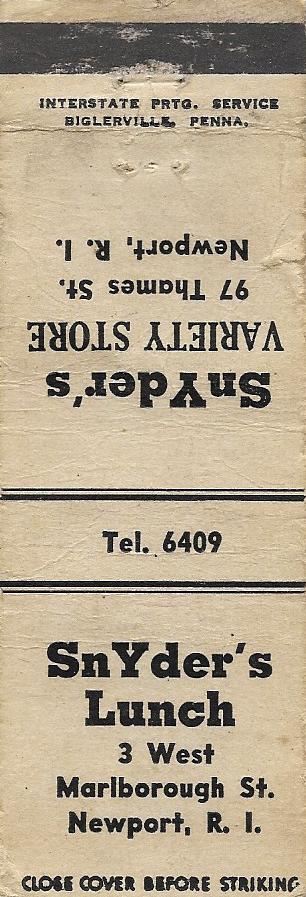 INTERSTATE PRTG. SERVICE
BIGLERVILLE, PENNA.
SnYder's
VARIETY STORE
97 Thames St.
Newport, R. I.
Tel. 6409
SnYder's
Lunch
3 West
Marlborough St.
Newport, R. I.
CLOSE COVER BEFORE STRIKING